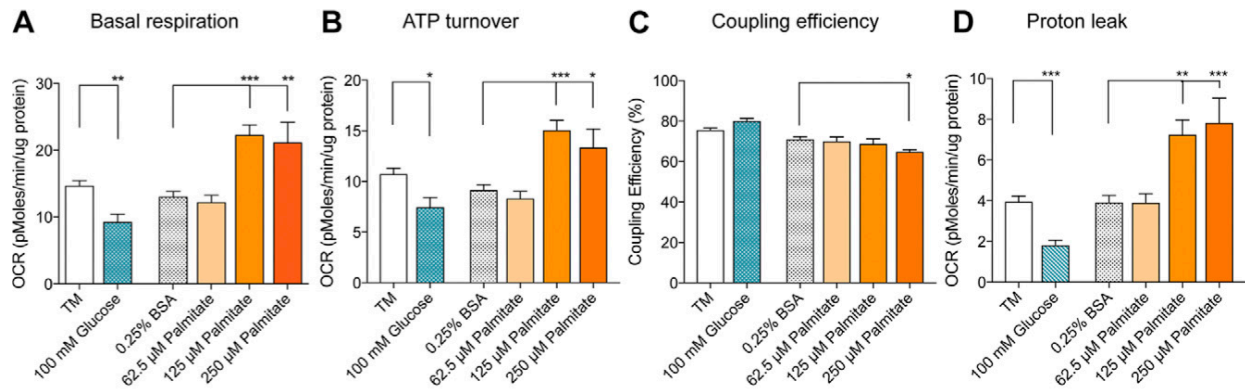 A Basal respiration
OCR (pMoles/min/ug protein)
30
20
10
0
**
***
**
TM
100 mM Glucose
0.25% BSA
62.5 µM Palmitate
125 µM Palmitate
250 µM Palmitate
B ATP turnover
OCR (pMoles/min/ug protein)
20
15
10
5
0
*
***
*
TM
100 mM Glucose
0.25% BSA
62.5 µM Palmitate
125 µM Palmitate
250 µM Palmitate
C Coupling efficiency
Coupling Efficiency (%)
100
80
60
40
20
0
*
TM
100 mM Glucose
0.25% BSA
62.5 µM Palmitate
125 µM Palmitate
250 µM Palmitate
D Proton leak
OCR (pMoles/min/ug protein)
10
8
6
4
2
0
***
**
***
TM
100 mM Glucose
0.25% BSA
62.5 µM Palmitate
125 µM Palmitate
250 µM Palmitate